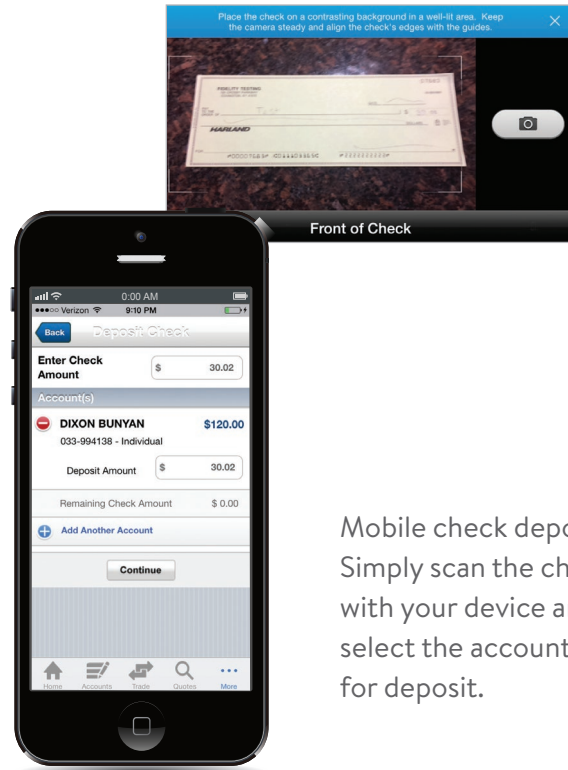 Place the check on a contrasting background in a well-lit area. Keep
the camera steady and align the check's edges with the guides.
FIDELITY TESTING
HARLAND
Front of Check
0:00 AM
Verizon 9:10 PM
Back Deposit Check
Enter Check
Amount
$ 30.02
Account(s)
DIXON BUNYAN $120.00
033-994138 - Individual
Deposit Amount $ 30.02
Remaining Check Amount $ 0.00
Add Another Account
Continue
Home Accounts Trade Quotes More
Mobile check depo
Simply scan the ch
with your device a
select the account
for deposit.